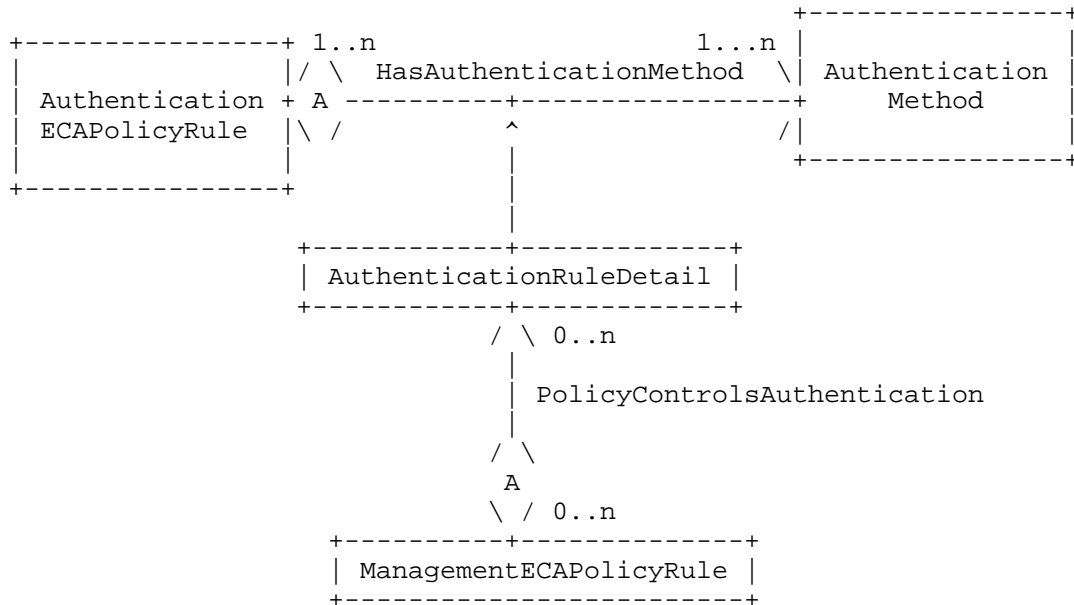 1..n
1...n
HasAuthenticationMethod
Authentication
Authentication
A
Method
ECAPolicyRule
AuthenticationRuleDetail
0..n
PolicyControlsAuthentication
A
0..n
ManagementECAPolicyRule